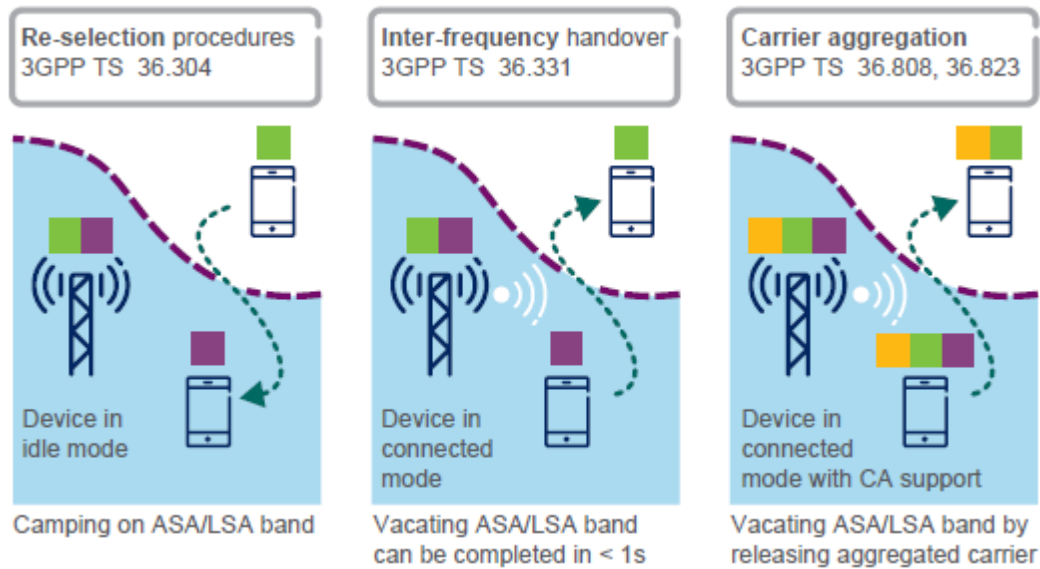 Re-selection procedures
3GPP TS 36.304
Device in
idle mode
Camping on ASA/LSA band
Inter-frequency handover
3GPP TS 36.331
Device in
connected
mode
Vacating ASA/LSA band
can be completed in < 1s
Carrier aggregation
3GPP TS 36.808, 36.823
Device in
connected
mode with CA support
Vacating ASA/LSA band by
releasing aggregated carrier